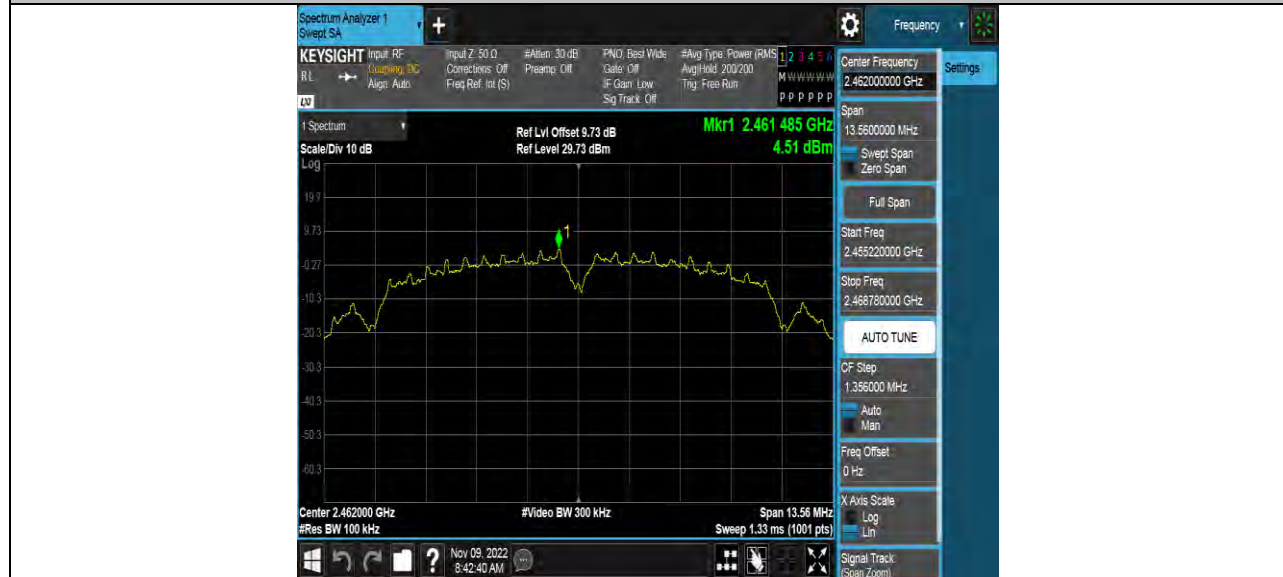 Spectrum Analyzer 1
Swept SA
+
Frequency
KEYSIGHT Input: RF
RL
Coupling: DC
Align: Auto
LXI
Input Z: 50 Ω
Corrections: Off
Freq Ref: Int (S)
#Atten: 30 dB
Preamp: Off
PNO: Best Wide
Gate: Off
IF Gain: Low
Sig Track: Off
#Avg Type: Power (RMS
Avg|Hold: 200/200
Trig: Free Run
1 2 3 4 5 6
M W W W W W
P P P P P P
1 Spectrum
Scale/Div 10 dB
Ref Lvl Offset 9.73 dB
Ref Level 29.73 dBm
Mkr1 2.461 485 GHz
4.51 dBm
Log
19.7
9.73
-0.27
-10.3
-20.3
-30.3
-40.3
-50.3
-60.3
1
Center 2.462000 GHz
#Res BW 100 kHz
#Video BW 300 kHz
Span 13.56 MHz
Sweep 1.33 ms (1001 pts)
Nov 09, 2022
8:42:40 AM
?
Center Frequency
2.462000000 GHz
Settings
Span
13.5600000 MHz
Swept Span
Zero Span
Full Span
Start Freq
2.455220000 GHz
Stop Freq
2.468780000 GHz
AUTO TUNE
CF Step
1.356000 MHz
Auto
Man
Freq Offset
0 Hz
X Axis Scale
Log
Lin
Signal Track
(Span Zoom)